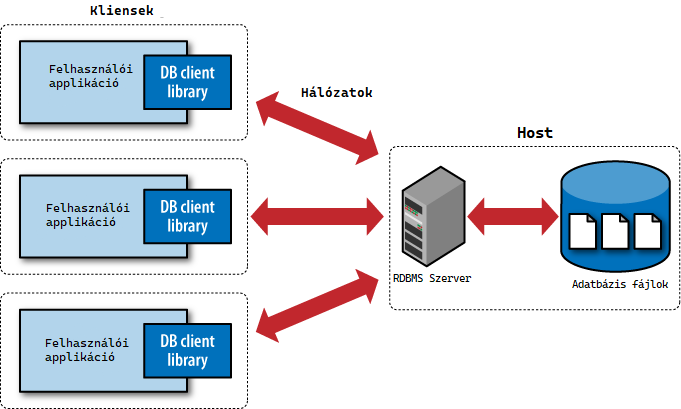 Kliensek
Felhasználói
applikáció
DB client
library
Hálózatok
Host
Felhasználói
applikáció
DB client
library
RDBMS Szerver
Adatbázis fájlok
Felhasználói
applikáció
DB client
library